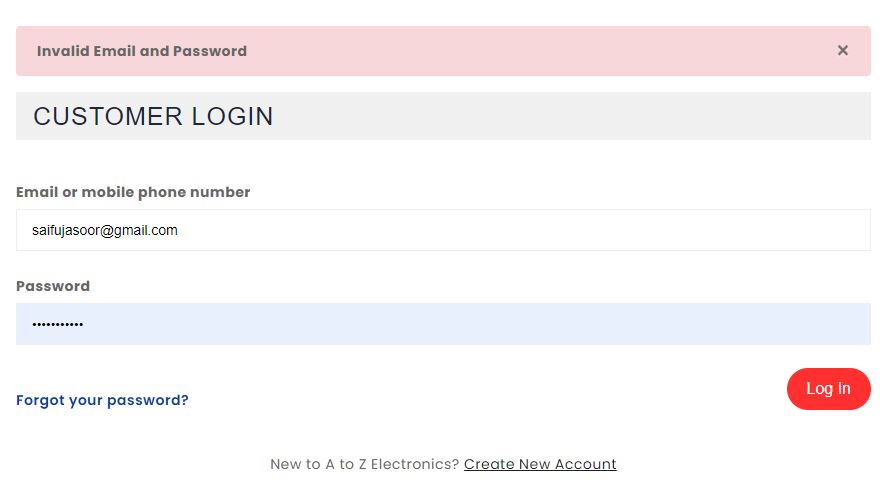 Invalid Email and Password ×
CUSTOMER LOGIN
Email or mobile phone number
saifujasoor@gmail.com
Password
•••••••••••
Forgot your password?
Log In
New to A to Z Electronics? Create New Account